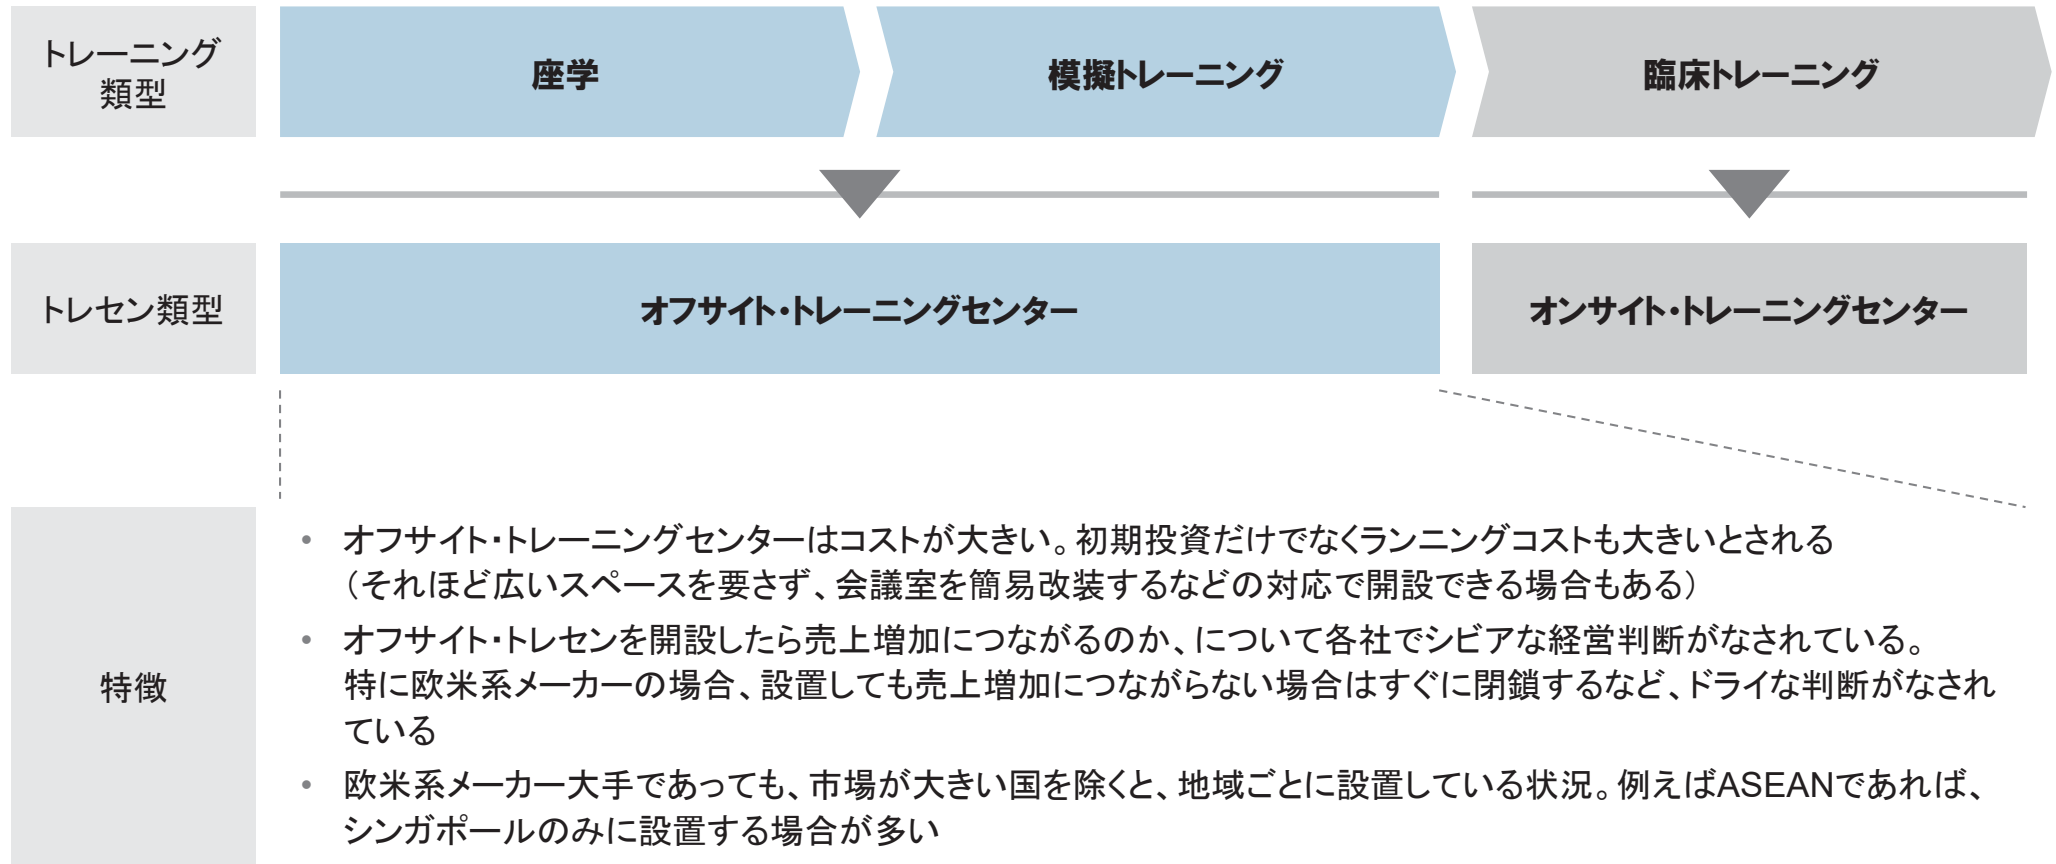 トレーニング
類型
座学
模擬トレーニング
臨床トレーニング
トレセン類型
オフサイト・トレーニングセンター
オンサイト・トレーニングセンター
特徴
• オフサイト・トレーニングセンターはコストが大きい。初期投資だけでなくランニングコストも大きいとされる
（それほど広いスペースを要さず、会議室を簡易改装するなどの対応で開設できる場合もある）
• オフサイト・トレセンを開設したら売上増加につながるのか、について各社でシビアな経営判断がなされている。
特に欧米系メーカーの場合、設置しても売上増加につながらない場合はすぐに閉鎖するなど、ドライな判断がなされ
ている
• 欧米系メーカー大手であっても、市場が大きい国を除くと、地域ごとに設置している状況。例えばASEANであれば、
シンガポールのみに設置する場合が多い